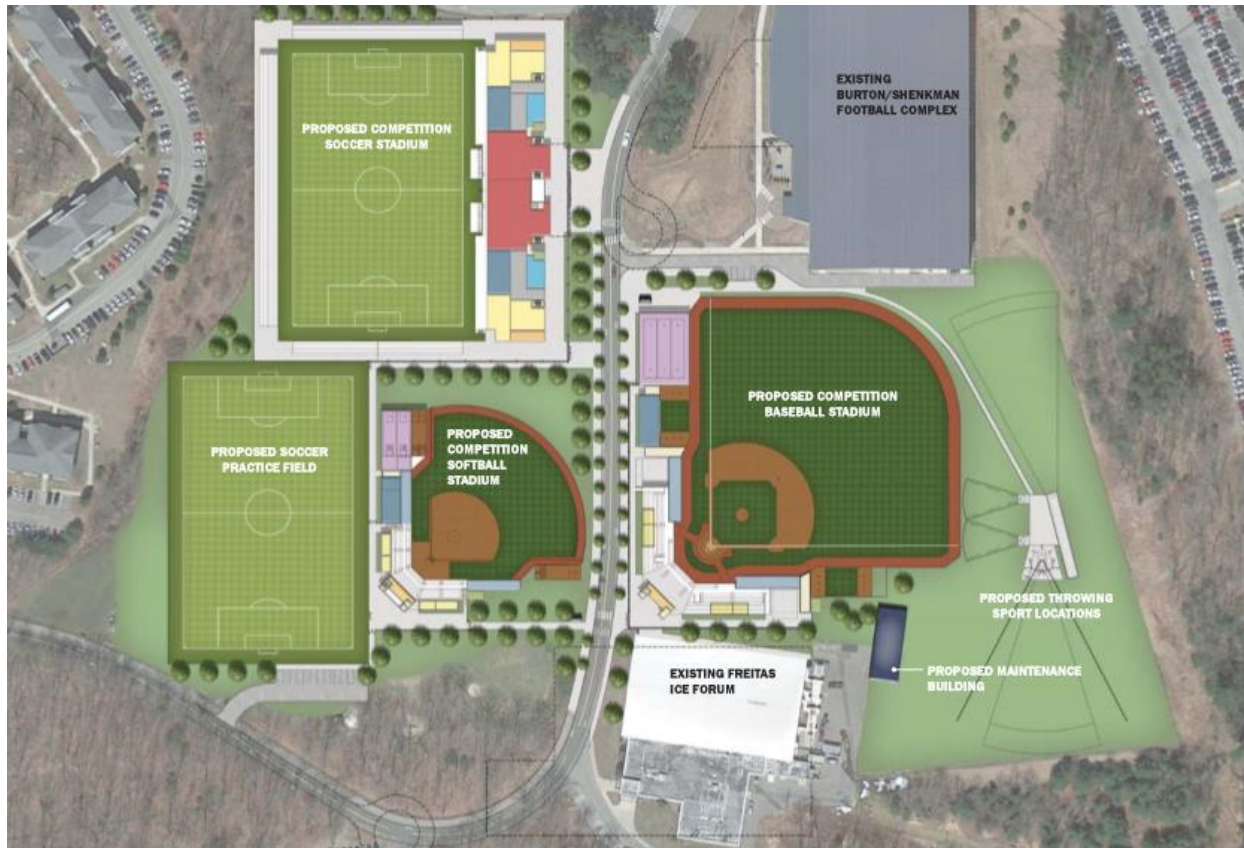 EXISTING
BURTON/SHENKMAN
FOOTBALL COMPLEX
PROPOSED COMPETITION
SOCCER STADIUM
PROPOSED COMPETITION
BASEBALL STADIUM
PROPOSED
COMPETITION
SOFTBALL
STADIUM
PROPOSED SOCCER
PRACTICE FIELD
PROPOSED THROWING
SPORT LOCATIONS
EXISTING FREITAS
ICE FORUM
PROPOSED MAINTENANCE
BUILDING